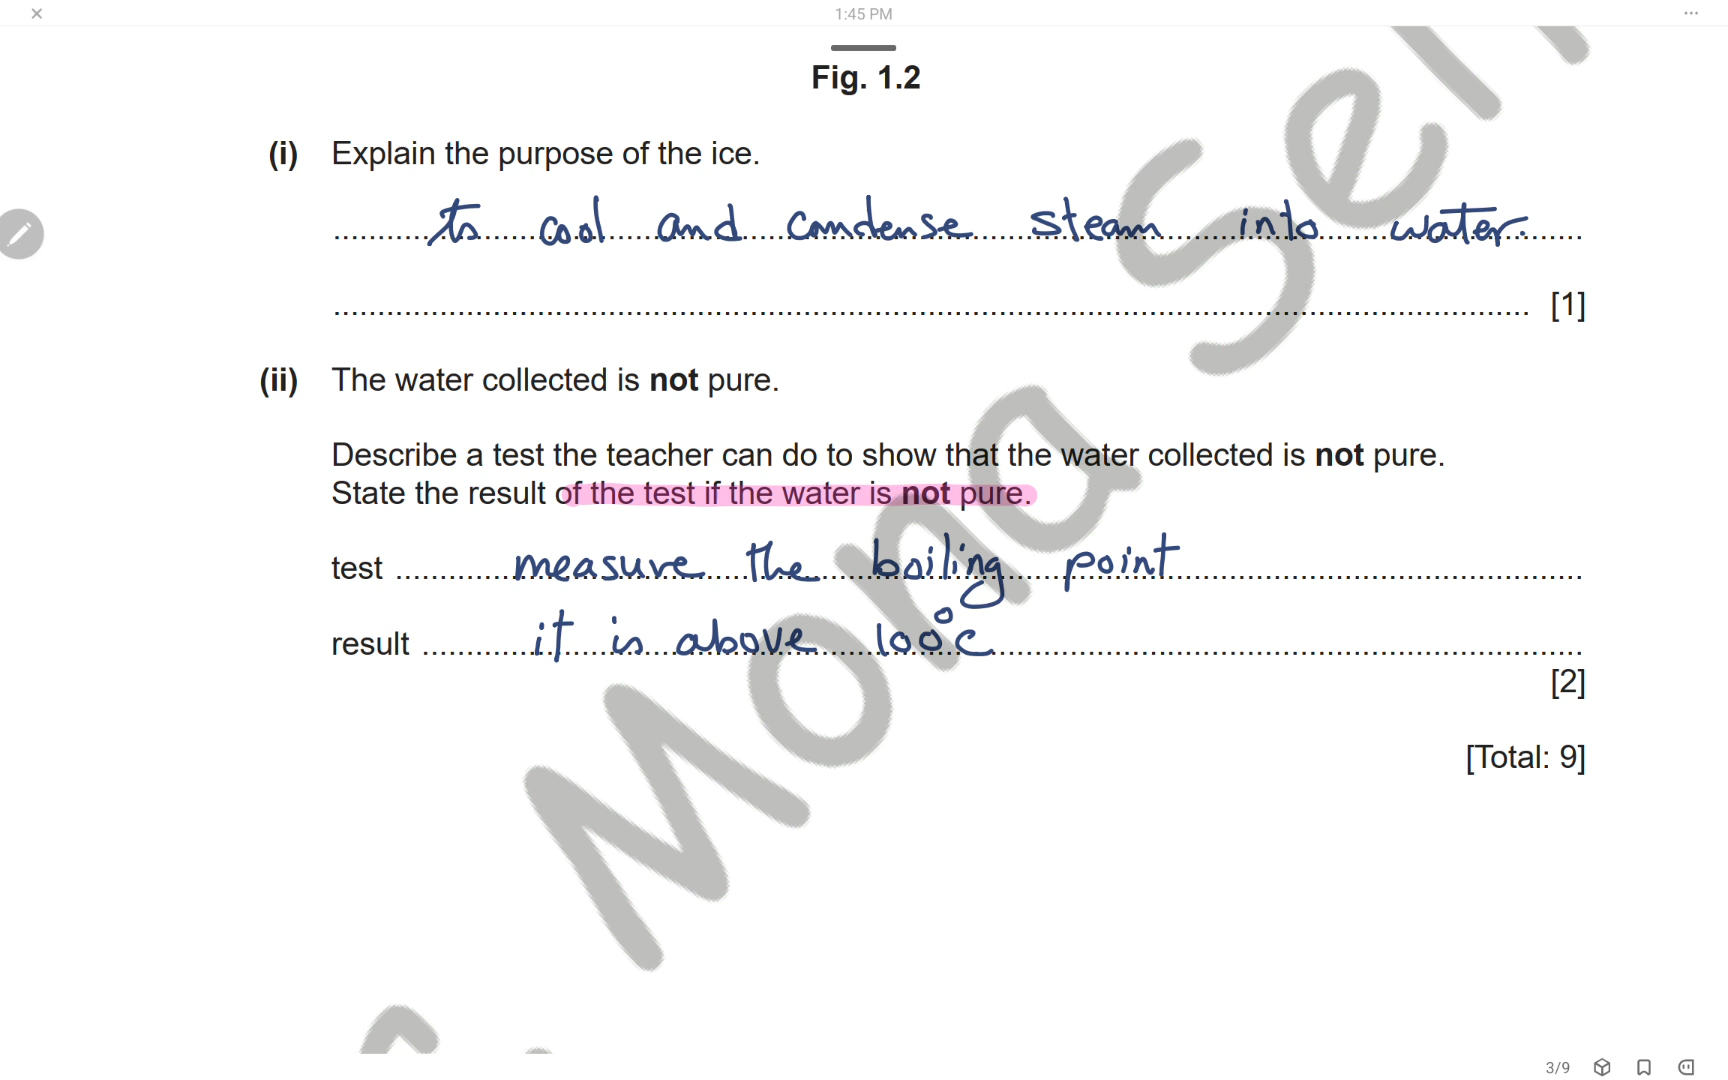 1:45 PM
Fig. 1.2
(i) Explain the purpose of the ice.
to cool and condense steam into water.
[1]
(ii) The water collected is not pure.
Describe a test the teacher can do to show that the water collected is not pure.
State the result of the test if the water is not pure.
test measure the boiling point
result it is above 100°C
[2]
[Total: 9]
Mona Se
3/9